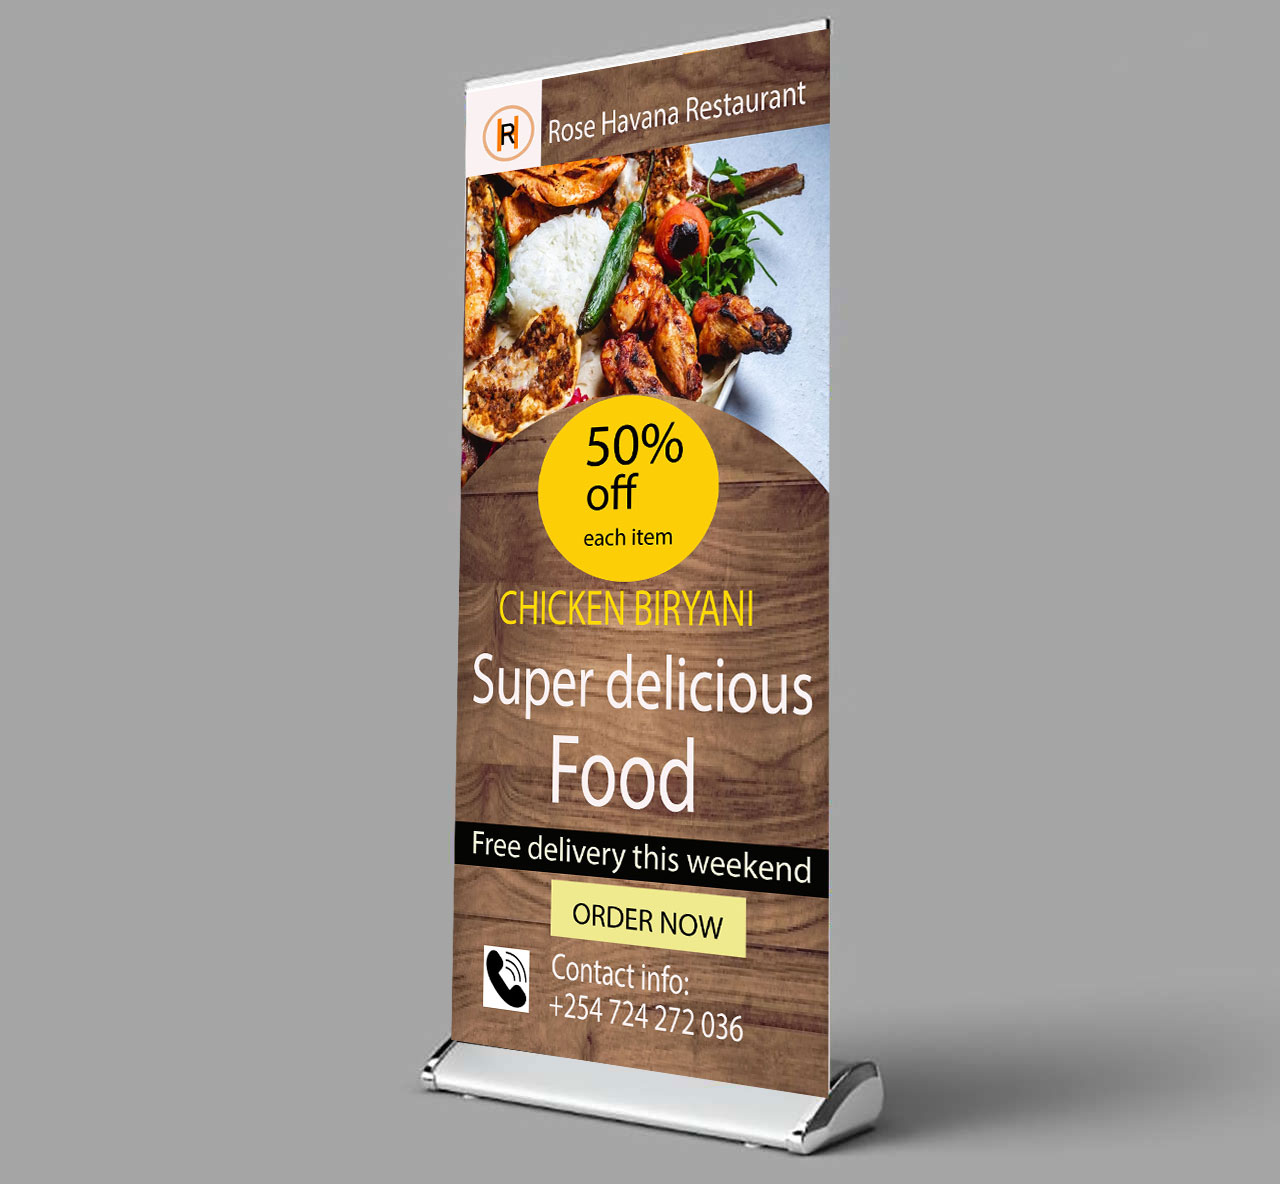 HR
Rose Havana Restaurant
50%
off
each item
CHICKEN BIRYANI
Super delicious
Food
Free delivery this weekend
ORDER NOW
Contact info:
+254 724 272 036